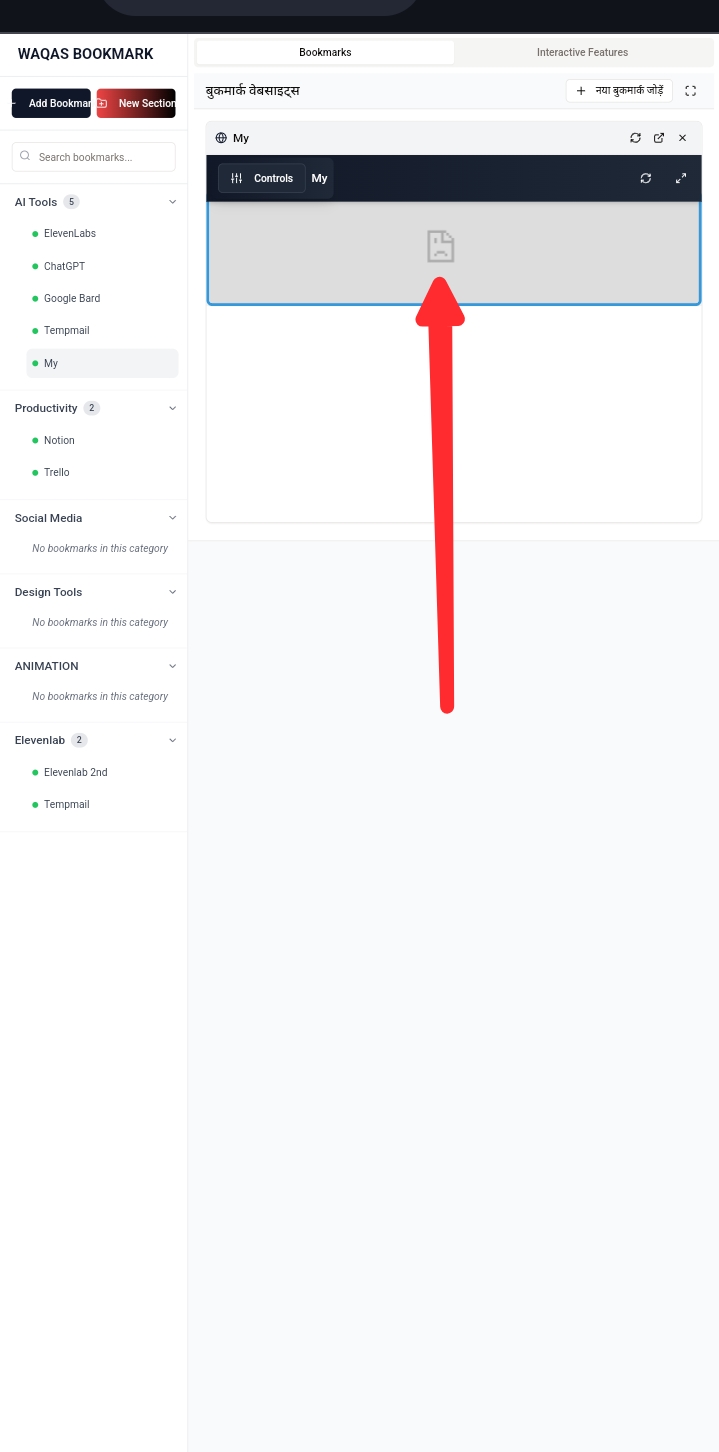 WAQAS BOOKMARK
Add Bookmar
New Section
Search bookmarks...
AI Tools 5
ElevenLabs
ChatGPT
Google Bard
Tempmail
My
Productivity 2
Notion
Trello
Social Media
No bookmarks in this category
Design Tools
No bookmarks in this category
ANIMATION
No bookmarks in this category
Elevenlab 2
Elevenlab 2nd
Tempmail
Bookmarks
Interactive Features
बुकमार्क वेबसाइट्स
नया बुकमार्क जोड़ें
My
Controls
My